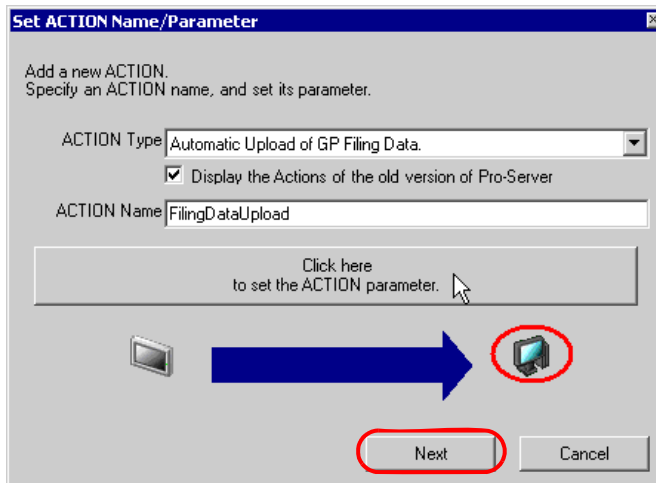 Set ACTION Name/Parameter
Add a new ACTION.
Specify an ACTION name, and set its parameter.
ACTION Type Automatic Upload of GP Filing Data.
Display the Actions of the old version of Pro-Server
ACTION Name FilingDataUpload
Click here
to set the ACTION parameter.
Next Cancel